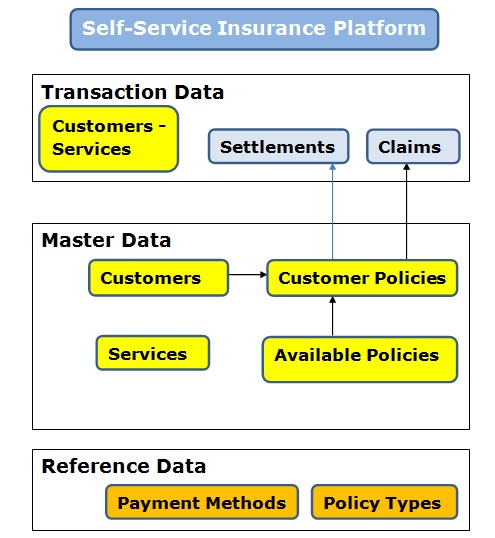 Self-Service Insurance Platform
Transaction Data
Customers -
Services
Settlements
Claims
Master Data
Customers
Customer Policies
Services
Available Policies
Reference Data
Payment Methods
Policy Types